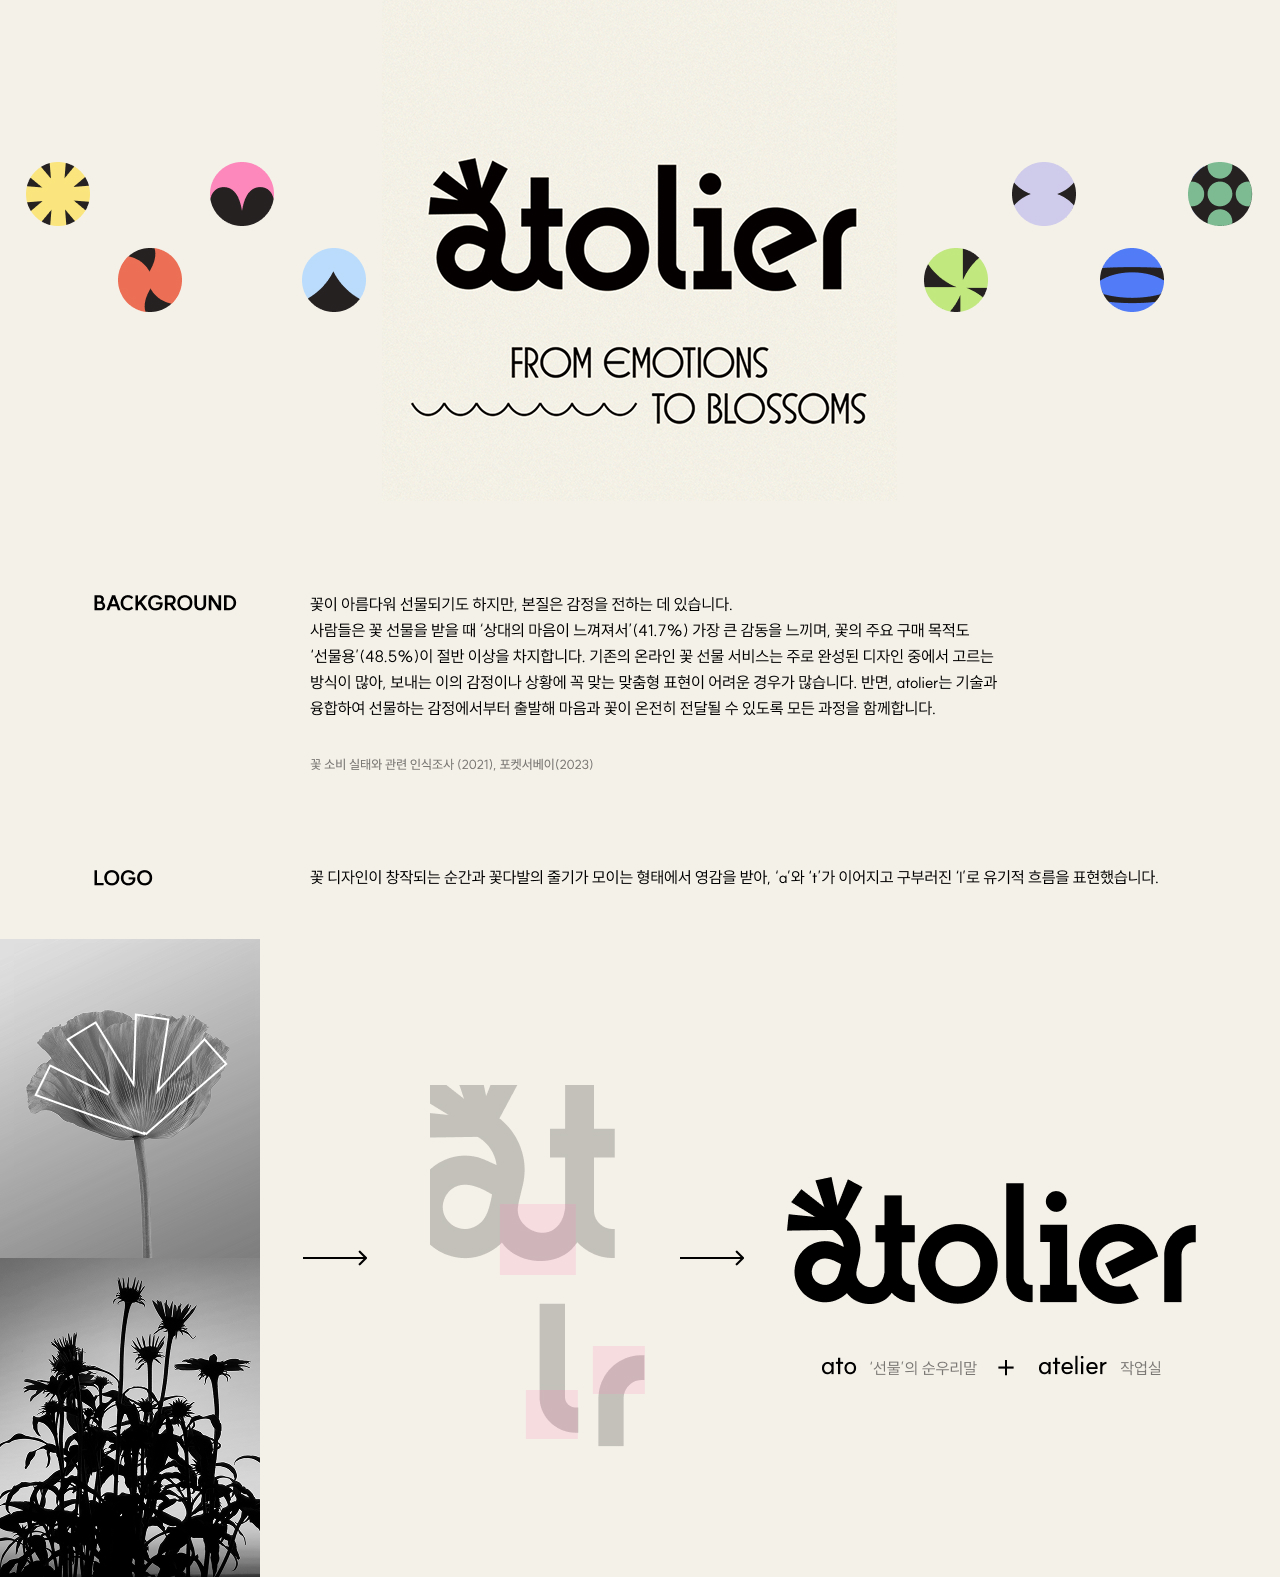 atolier
FROM EMOTIONS
TO BLOSSOMS
BACKGROUND
꽃이 아름다워 선물되기도 하지만, 본질은 감정을 전하는 데 있습니다.
사람들은 꽃 선물을 받을 때 ‘상대의 마음이 느껴져서’(41.7%) 가장 큰 감동을 느끼며, 꽃의 주요 구매 목적도
‘선물용’(48.5%)이 절반 이상을 차지합니다. 기존의 온라인 꽃 선물 서비스는 주로 완성된 디자인 중에서 고르는
방식이 많아, 보내는 이의 감정이나 상황에 꼭 맞는 맞춤형 표현이 어려운 경우가 많습니다. 반면, atolier는 기술과
융합하여 선물하는 감정에서부터 출발해 마음과 꽃이 온전히 전달될 수 있도록 모든 과정을 함께합니다.
꽃 소비 실태와 관련 인식조사 (2021), 포켓서베이(2023)
LOGO
꽃 디자인이 창작되는 순간과 꽃다발의 줄기가 모이는 형태에서 영감을 받아, ‘a’와 ‘t’가 이어지고 구부러진 ‘l’로 유기적 흐름을 표현했습니다.
at
lr
atolier
ato ‘선물’의 순우리말 + atelier 작업실